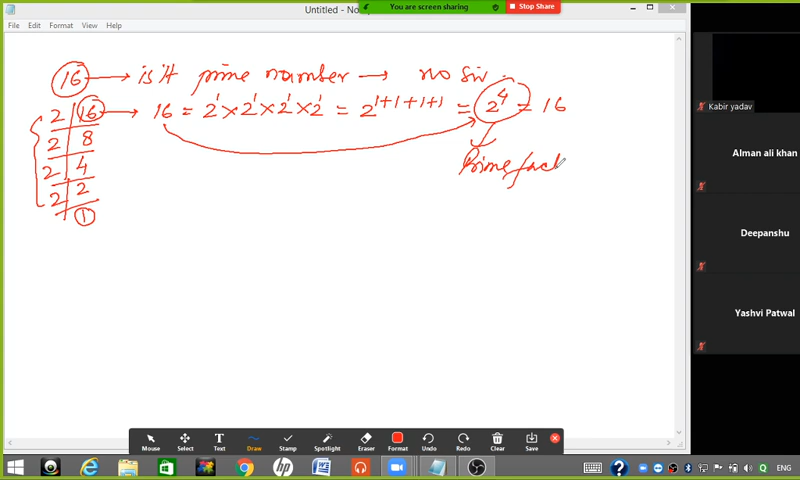 Untitled - No
You are screen sharing
Stop Share
File Edit Format View Help
16 → is it prime number → no sir.
2 16 → 16 = 2¹ × 2¹ × 2¹ × 2¹ = 2¹⁺¹⁺¹⁺¹ = 2⁴ = 16
2 8
2 4
2 2
1
Prime fact
Kabir yadav
Alman ali khan
Deepanshu
Yashvi Patwal
Mouse Select Text Draw Stamp Spotlight Eraser Format Undo Redo Clear Save
ENG